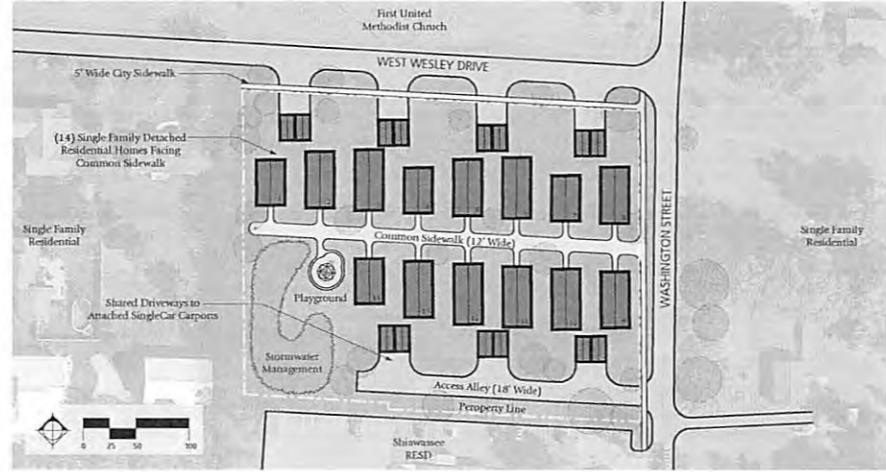 First United
Methodist Chruch
WEST WESLEY DRIVE
5' Wide City Sidewalk
(14) Single Family Detached
Residential Homes Facing
Common Sidewalk
Single Family
Residential
Common Sidewalk (12' Wide)
WASHINGTON STREET
Single Family
Residential
Playground
Shared Driveways to
Attached SingleCar Carports
Stormwater
Management
Access Alley (18' Wide)
Peroperty Line
Shiawassee
RESD
0 25 50 100